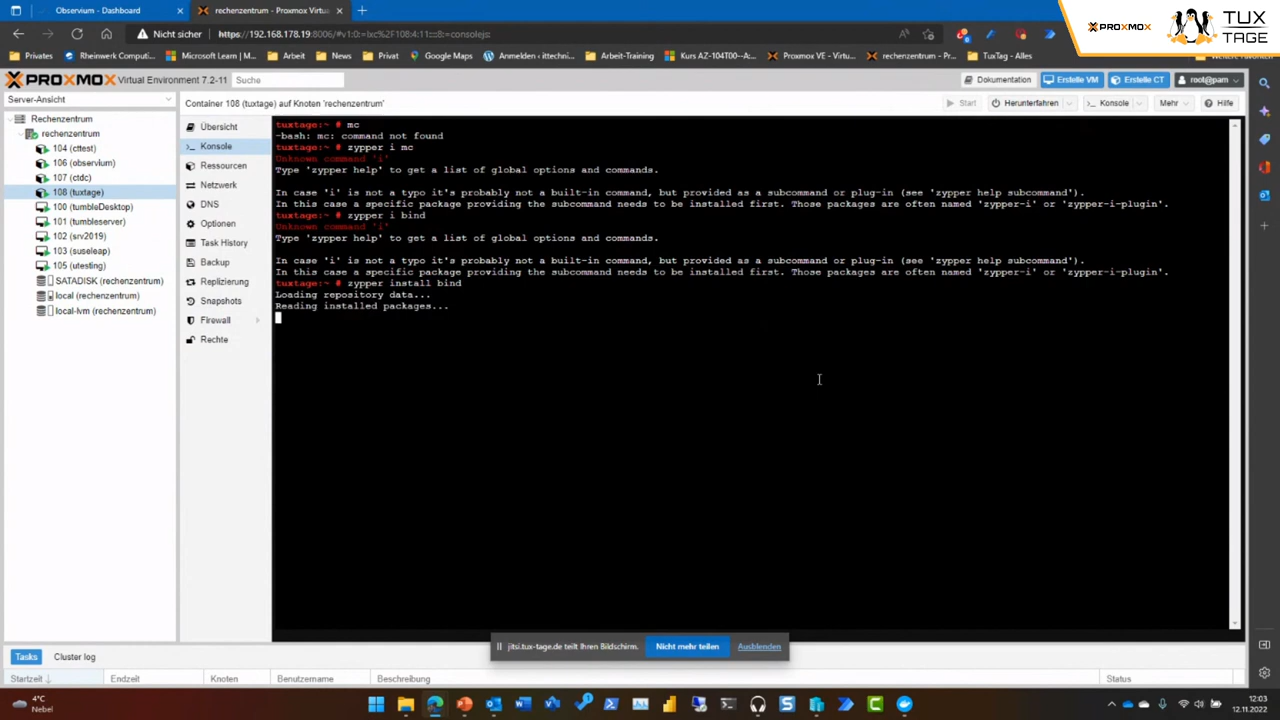 Observium - Dashboard
rechenzentrum - Proxmox Virtu
PROXMOX
TUX
TAGE
Nicht sicher
https://192.168.178.19:8006/#v1:0:=lxc%2F108:4:11:::8:=consolejs:
Privates
Rheinwerk Computi...
Microsoft Learn | M...
Arbeit
News
Privat
Google Maps
Anmelden ‹ ittechni...
Arbeit-Training
Kurs AZ-104T00--A...
Proxmox VE - Virtu...
rechenzentrum - Pr...
TuxTag - Alles
Weitere Favoriten
PROXMOX Virtual Environment 7.2-11
Suche
Dokumentation
Erstelle VM
Erstelle CT
root@pam
Server-Ansicht
Container 108 (tuxtage) auf Knoten 'rechenzentrum'
Start
Herunterfahren
Konsole
Mehr
Hilfe
Rechenzentrum
rechenzentrum
104 (cttest)
106 (observium)
107 (ctdc)
108 (tuxtage)
100 (tumbleDesktop)
101 (tumbleserver)
102 (srv2019)
103 (suseleap)
105 (utesting)
SATADISK (rechenzentrum)
local (rechenzentrum)
local-lvm (rechenzentrum)
Übersicht
Konsole
Ressourcen
Netzwerk
DNS
Optionen
Task History
Backup
Replizierung
Snapshots
Firewall
Rechte
tuxtage:~ # mc
-bash: mc: command not found
tuxtage:~ # zypper i mc
Unknown command 'i'
Type 'zypper help' to get a list of global options and commands.
In case 'i' is not a typo it's probably not a built-in command, but provided as a subcommand or plug-in (see 'zypper help subcommand').
In this case a specific package providing the subcommand needs to be installed first. Those packages are often named 'zypper-i' or 'zypper-i-plugin'.
tuxtage:~ # zypper i bind
Unknown command 'i'
Type 'zypper help' to get a list of global options and commands.
In case 'i' is not a typo it's probably not a built-in command, but provided as a subcommand or plug-in (see 'zypper help subcommand').
In this case a specific package providing the subcommand needs to be installed first. Those packages are often named 'zypper-i' or 'zypper-i-plugin'.
tuxtage:~ # zypper install bind
Loading repository data...
Reading installed packages...
jitsi.tux-tage.de teilt Ihren Bildschirm.
Nicht mehr teilen
Ausblenden
Tasks
Cluster log
Startzeit
Endzeit
Knoten
Benutzername
Beschreibung
Status
4°C
Nebel
12:03
12.11.2022